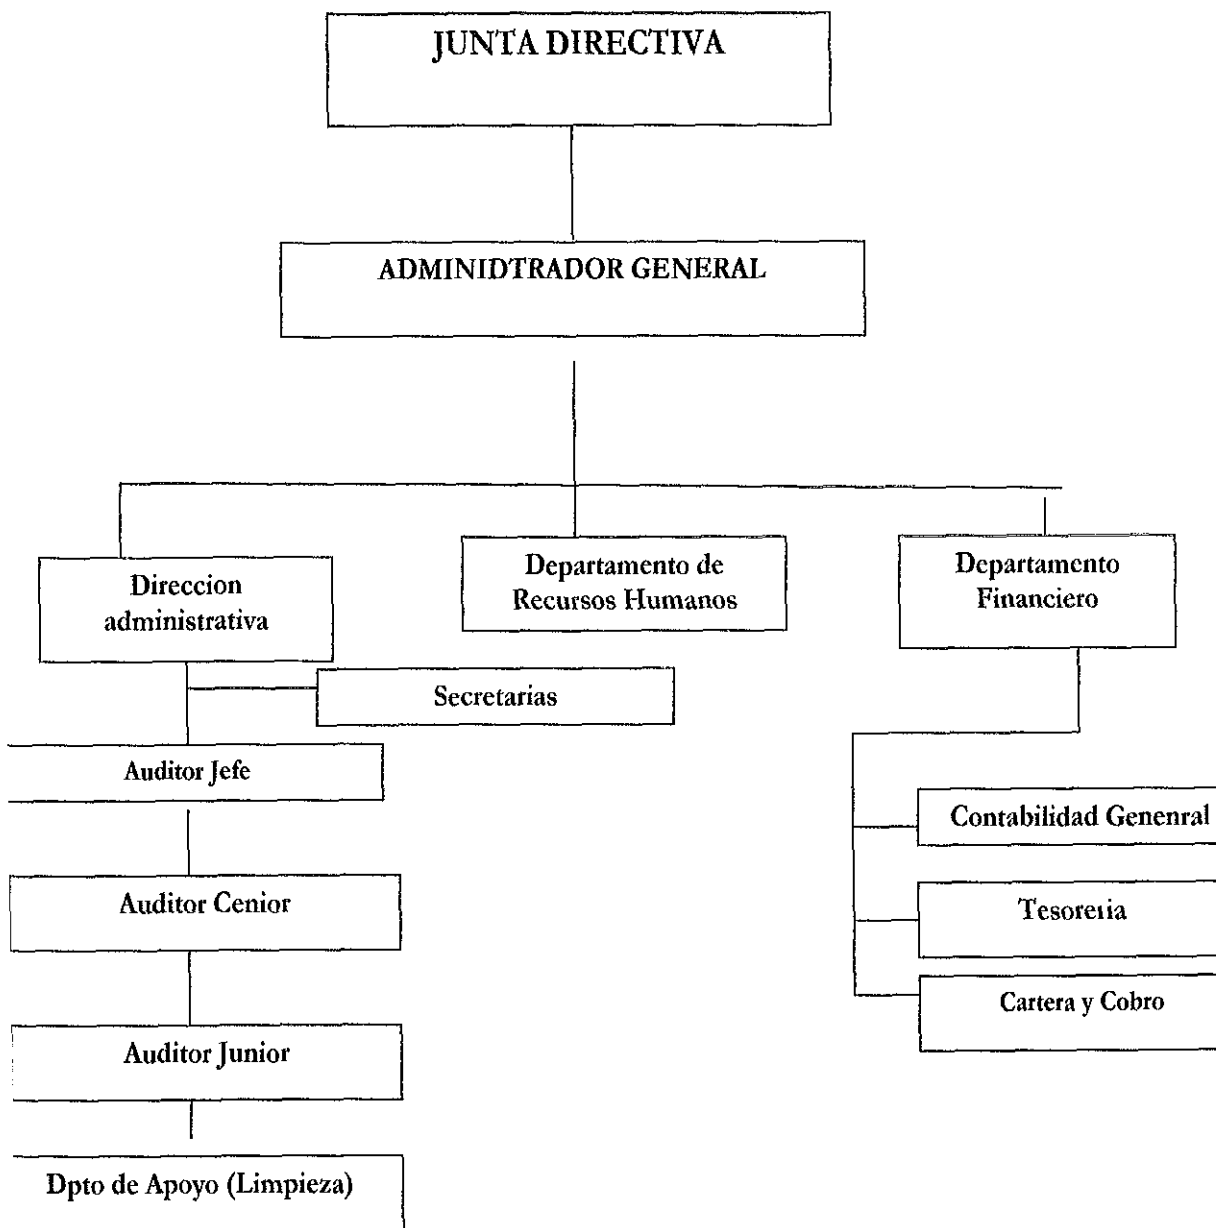 JUNTA DIRECTIVA
ADMINIDTRADOR GENERAL
Direccion
administrativa
Departamento de
Recursos Humanos
Departamento
Financiero
Secretarias
Auditor Jefe
Contabilidad Genenral
Auditor Cenior
Tesoreria
Cartera y Cobro
Auditor Junior
Dpto de Apoyo (Limpieza)